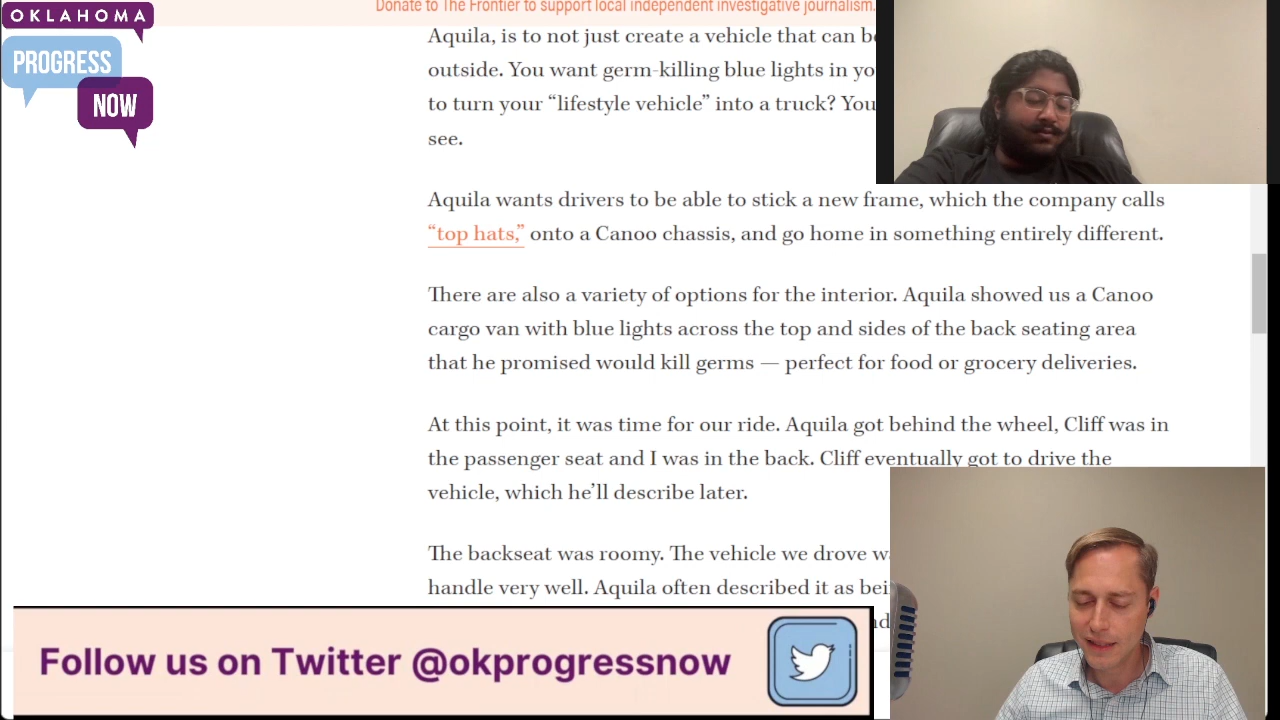 OKLAHOMA
PROGRESS
NOW
Donate to The Frontier to support local independent investigative journalism.
Aquila, is to not just create a vehicle that can be
outside. You want germ-killing blue lights in yo
to turn your “lifestyle vehicle” into a truck? You
see.
Aquila wants drivers to be able to stick a new frame, which the company calls
“top hats,” onto a Canoo chassis, and go home in something entirely different.
There are also a variety of options for the interior. Aquila showed us a Canoo
cargo van with blue lights across the top and sides of the back seating area
that he promised would kill germs — perfect for food or grocery deliveries.
At this point, it was time for our ride. Aquila got behind the wheel, Cliff was in
the passenger seat and I was in the back. Cliff eventually got to drive the
vehicle, which he’ll describe later.
The backseat was roomy. The vehicle we drove w
handle very well. Aquila often described it as bei
Follow us on Twitter @okprogressnow